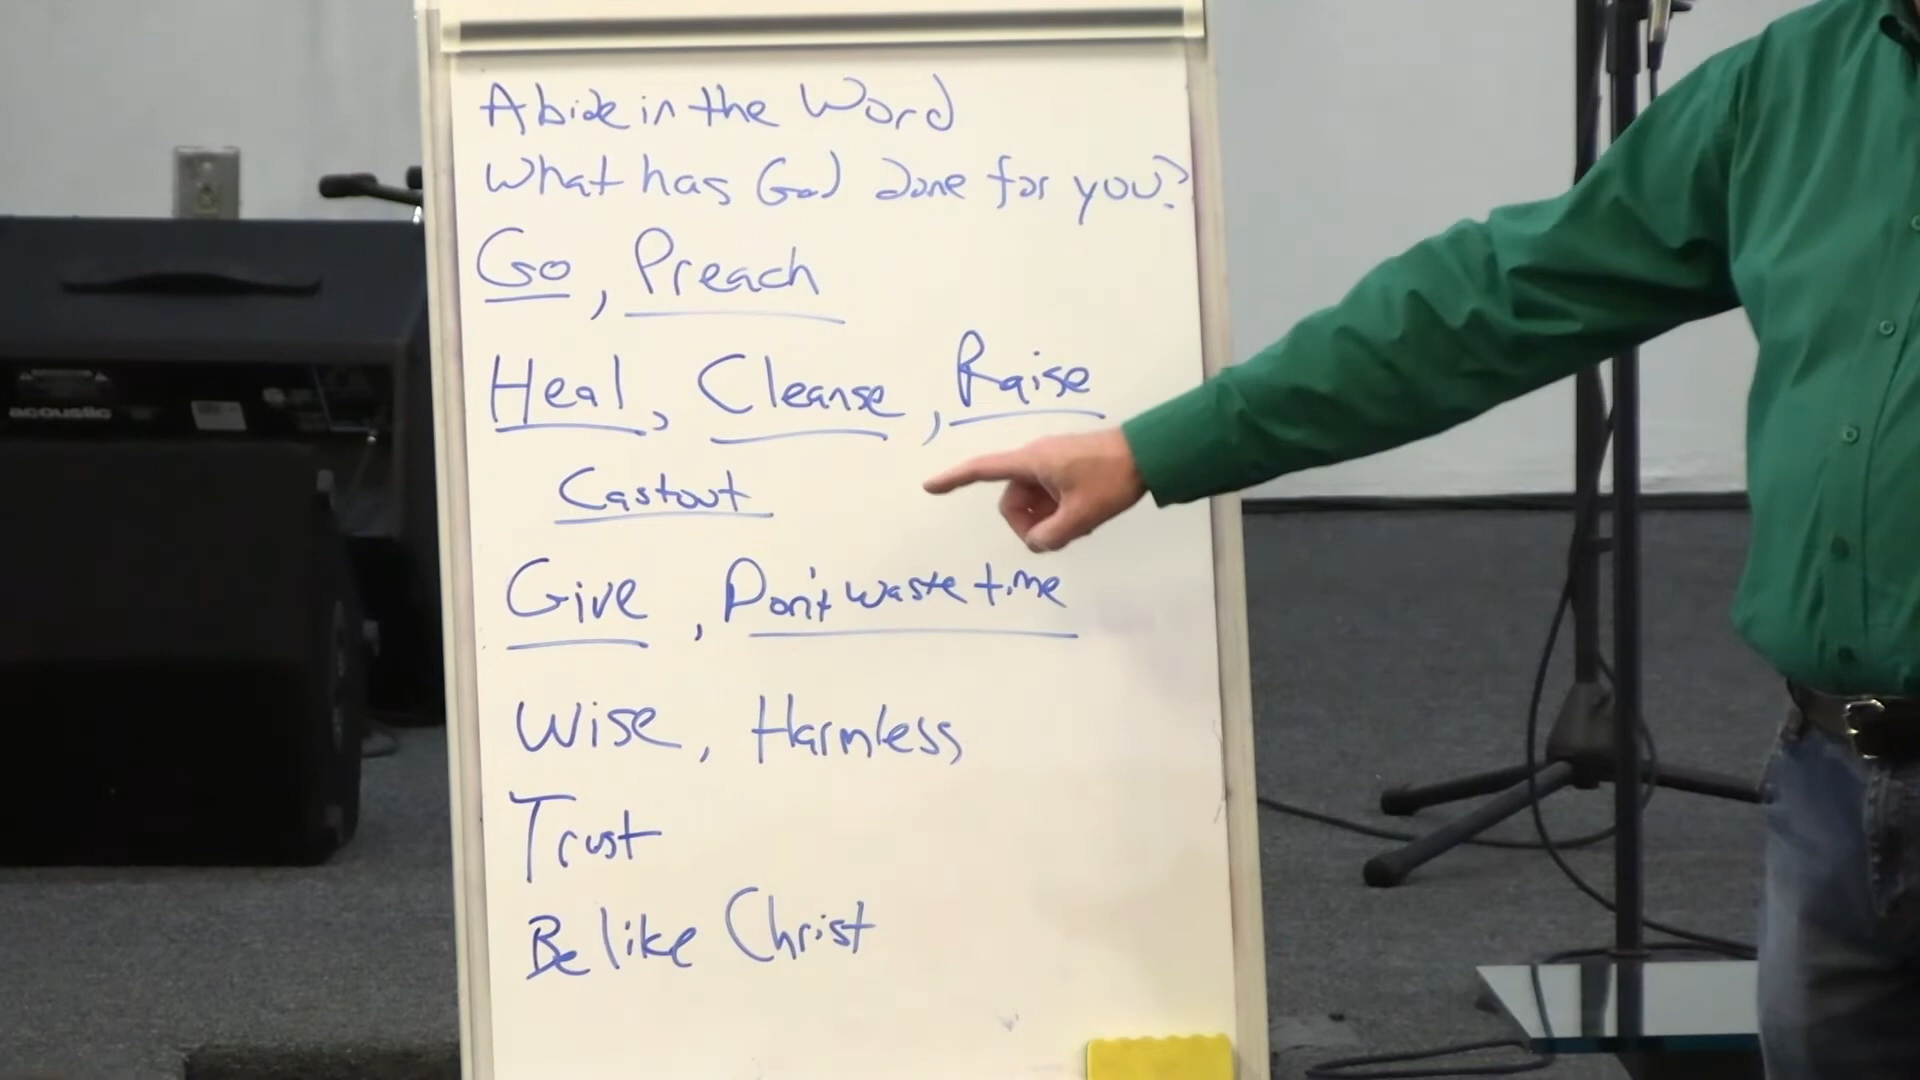 Abide in the Word
What has God done for you?
Go, Preach
Heal, Cleanse, Raise
Castout
Give, Don't waste time
Wise, Harmless
Trust
Be like Christ
acoustic